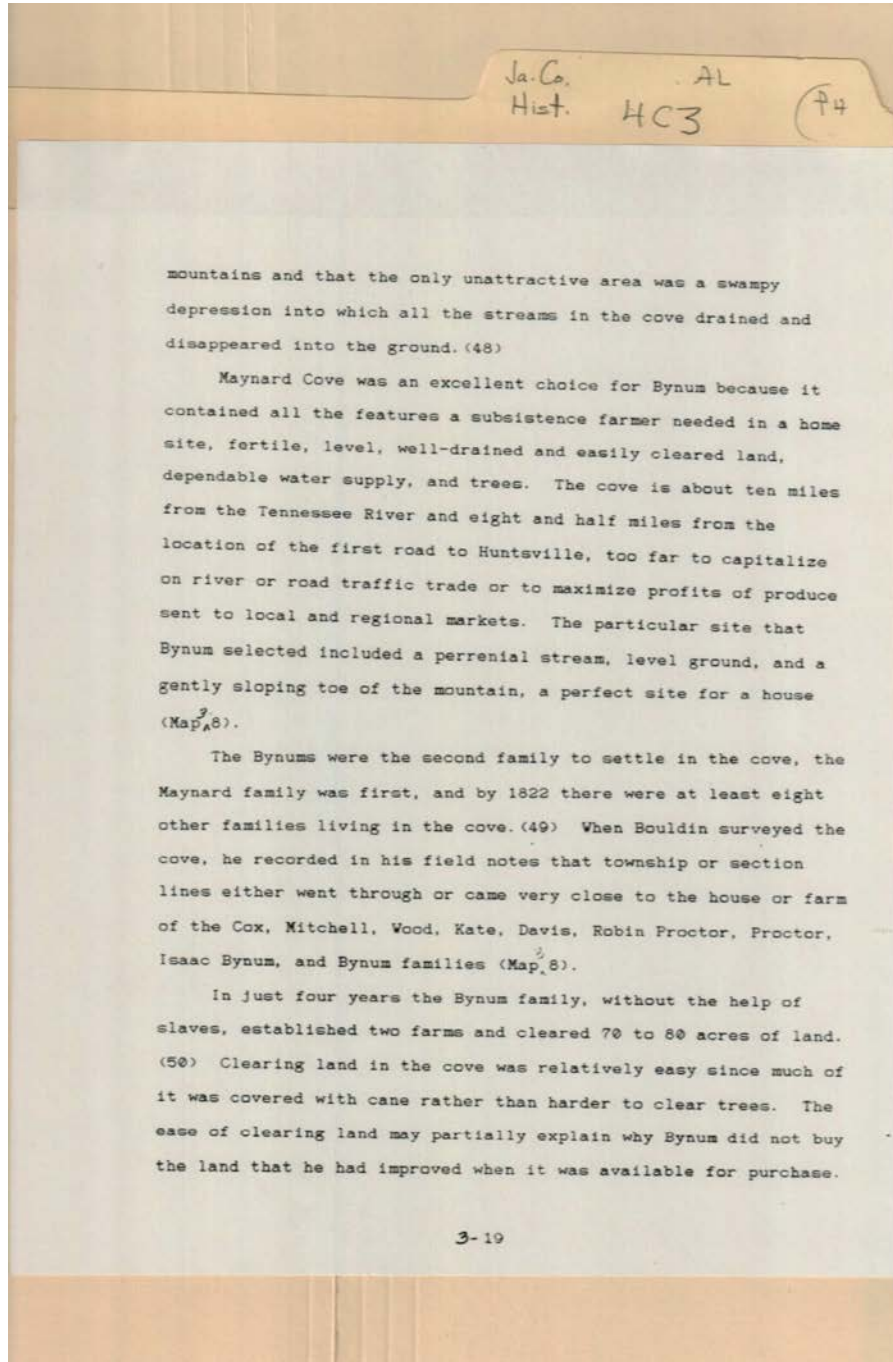 Ja. Co. AL
Hist. 4C3 P4
mountains and that the only unattractive area was a swampy
depression into which all the streams in the cove drained and
disappeared into the ground.(48)
Maynard Cove was an excellent choice for Bynum because it
contained all the features a subsistence farmer needed in a home
site, fertile, level, well-drained and easily cleared land,
dependable water supply, and trees. The cove is about ten miles
from the Tennessee River and eight and half miles from the
location of the first road to Huntsville, too far to capitalize
on river or road traffic trade or to maximize profits of produce
sent to local and regional markets. The particular site that
Bynum selected included a perrenial stream, level ground, and a
gently sloping toe of the mountain, a perfect site for a house
(Map 3 8).
The Bynums were the second family to settle in the cove, the
Maynard family was first, and by 1822 there were at least eight
other families living in the cove.(49) When Bouldin surveyed the
cove, he recorded in his field notes that township or section
lines either went through or came very close to the house or farm
of the Cox, Mitchell, Wood, Kate, Davis, Robin Proctor, Proctor,
Isaac Bynum, and Bynum families (Map 3 8).
In just four years the Bynum family, without the help of
slaves, established two farms and cleared 70 to 80 acres of land.
(50) Clearing land in the cove was relatively easy since much of
it was covered with cane rather than harder to clear trees. The
ease of clearing land may partially explain why Bynum did not buy
the land that he had improved when it was available for purchase.
3-19